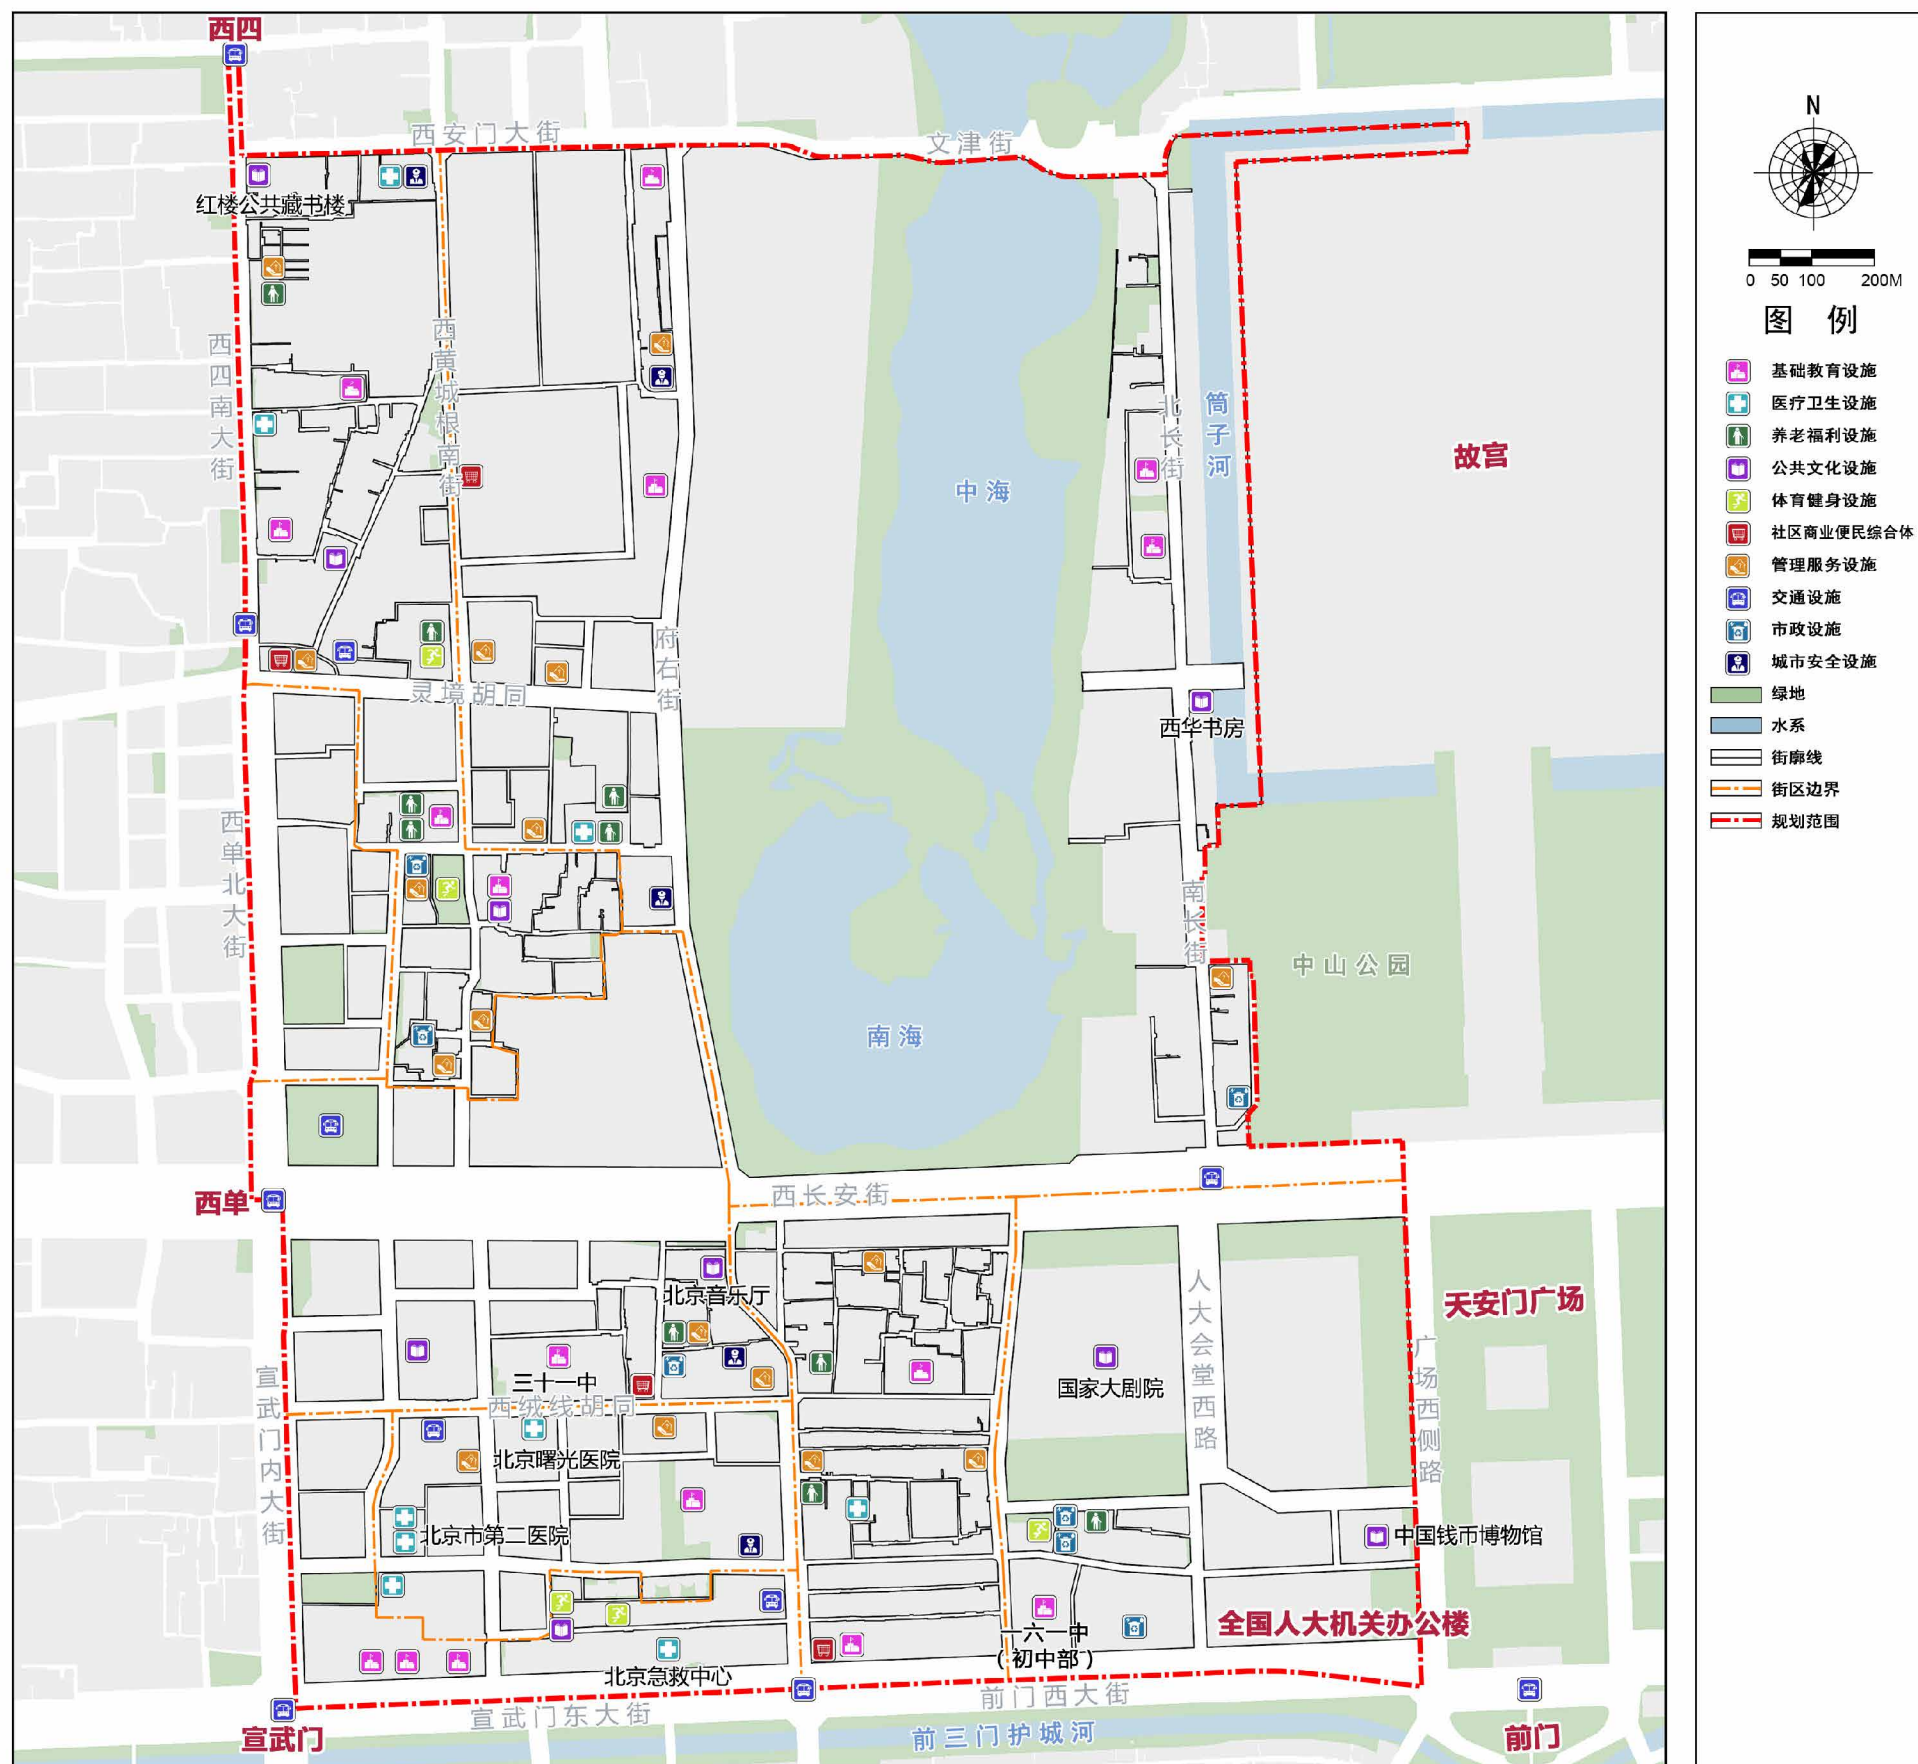 西四
西安门大街
文津街
红楼公共藏书楼
西四南大街
西黄城根南街
北长街
筒子河
故宫
中海
府右街
灵境胡同
西华书房
西单北大街
南长街
中山公园
南海
西单
西长安街
北京音乐厅
人大会堂西路
天安门广场
广场西侧路
国家大剧院
三十一中
西绒线胡同
宣武门内大街
北京曙光医院
北京市第二医院
中国钱币博物馆
全国人大机关办公楼
一六一中
(初中部)
北京急救中心
前门西大街
宣武门东大街
宣武门
前三门护城河
前门
N
0 50 100 200M
图 例
基础教育设施
医疗卫生设施
养老福利设施
公共文化设施
体育健身设施
社区商业便民综合体
管理服务设施
交通设施
市政设施
城市安全设施
绿地
水系
街廓线
街区边界
规划范围